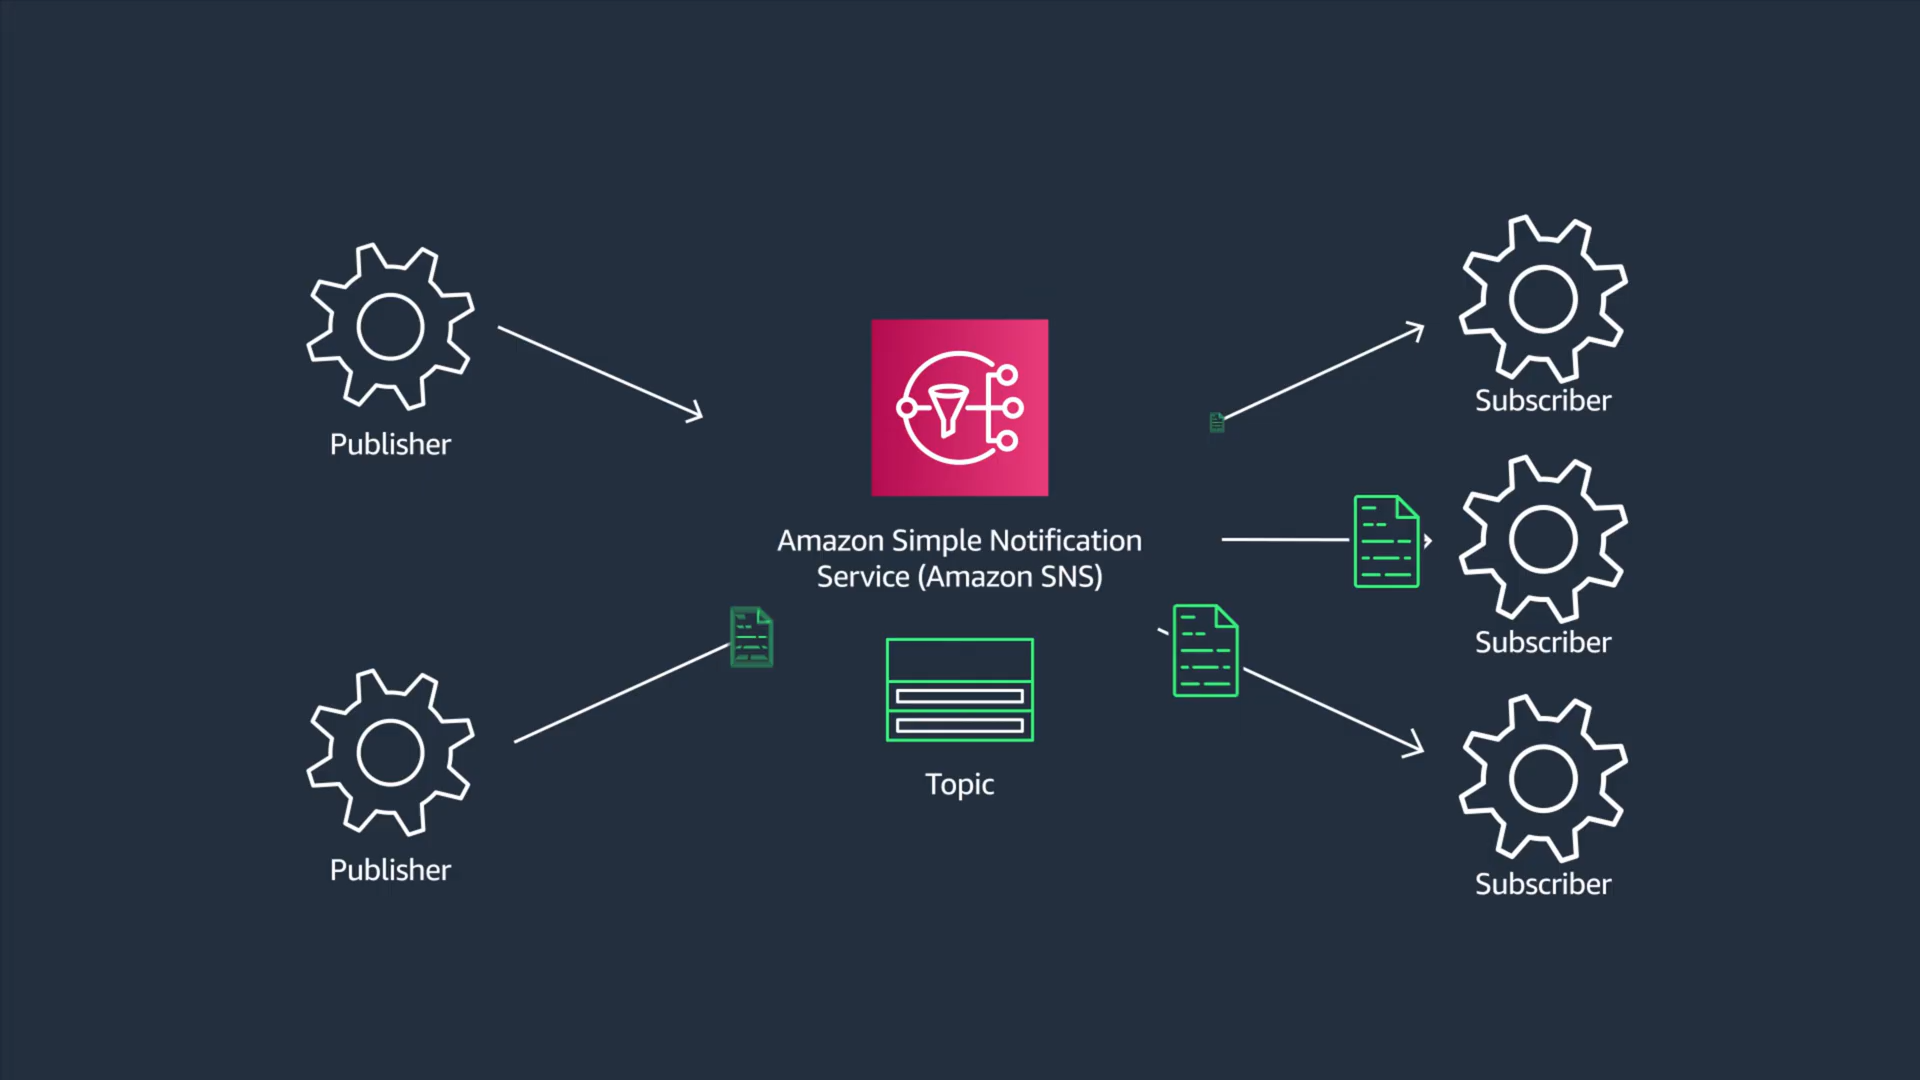 Publisher
Publisher
Amazon Simple Notification
Service (Amazon SNS)
Topic
Subscriber
Subscriber
Subscriber